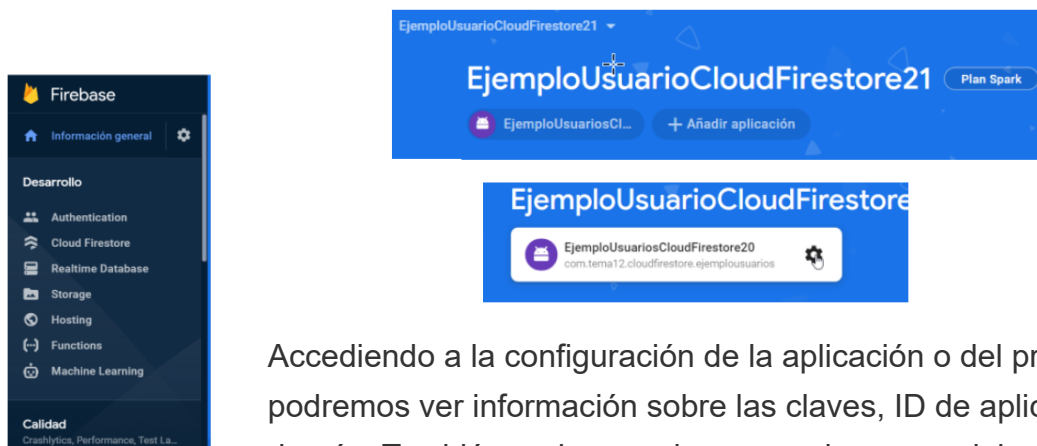 EjemploUsuarioCloudFirestore21
EjemploUsuarioCloudFirestore21 Plan Spark
EjemploUsuariosCl... + Añadir aplicación
Firebase
Información general
Desarrollo
Authentication
Cloud Firestore
Realtime Database
Storage
Hosting
Functions
Machine Learning
Calidad
Crashlytics, Performance, Test La...
EjemploUsuarioCloudFirestore
EjemploUsuariosCloudFirestore20
com.tema12.cloudfirestore.ejemplousuarios
Accediendo a la configuración de la aplicación o del pr
podremos ver información sobre las claves, ID de aplic